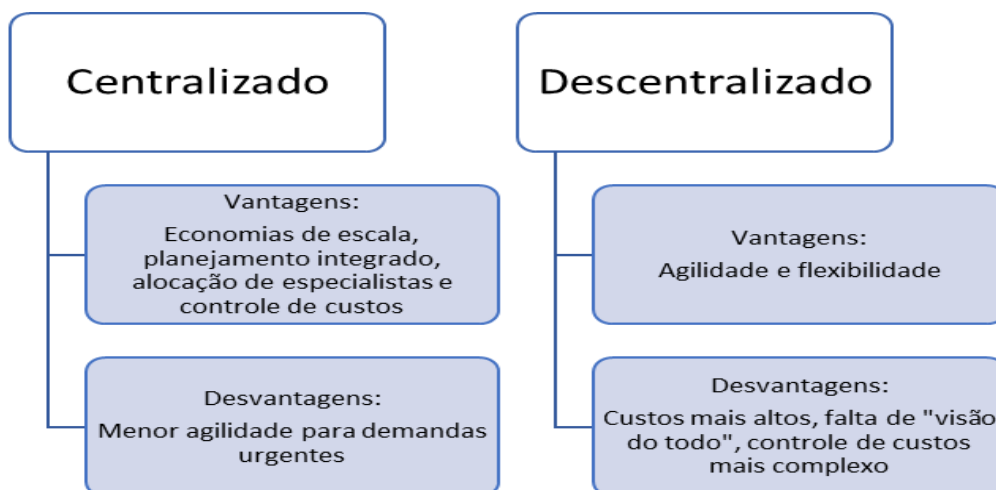 Centralizado
Vantagens:
Economias de escala,
planejamento integrado,
alocação de especialistas e
controle de custos
Desvantagens:
Menor agilidade para demandas
urgentes
Descentralizado
Vantagens:
Agilidade e flexibilidade
Desvantagens:
Custos mais altos, falta de "visão
do todo", controle de custos
mais complexo